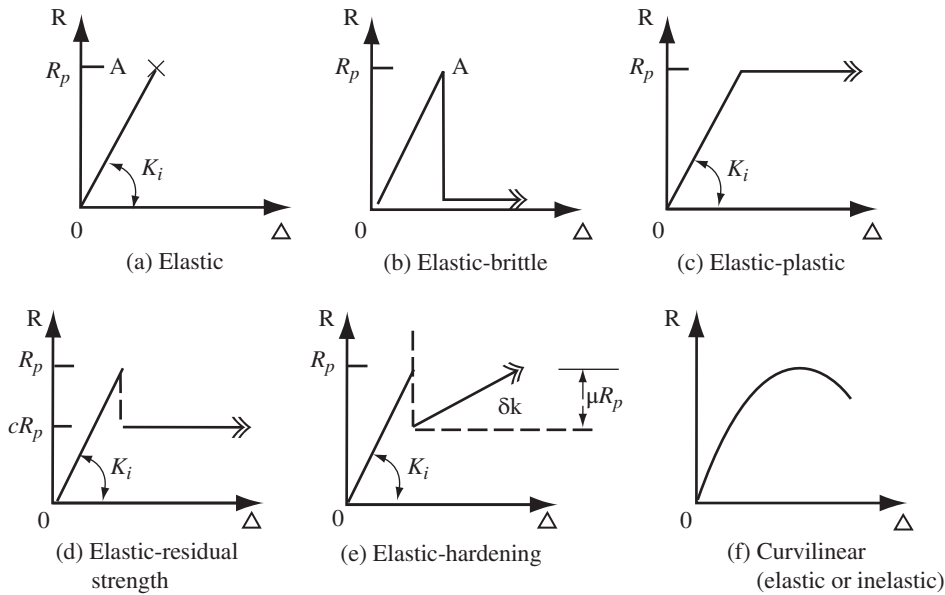 R
R_p
A
K_i
0
△
(a) Elastic
R
R_p
A
0
△
(b) Elastic-brittle
R
R_p
K_i
0
△
(c) Elastic-plastic
R
R_p
cR_p
K_i
0
△
(d) Elastic-residual
strength
R
R_p
δk
μR_p
K_i
0
△
(e) Elastic-hardening
R
0
△
(f) Curvilinear
(elastic or inelastic)